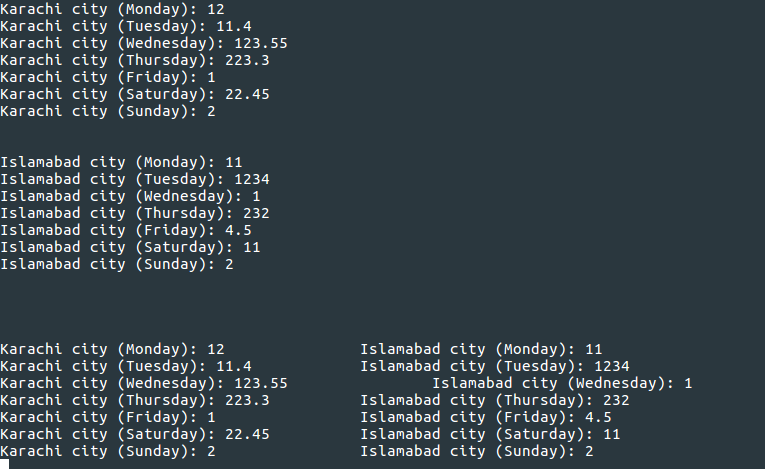 Karachi city (Monday): 12
Karachi city (Tuesday): 11.4
Karachi city (Wednesday): 123.55
Karachi city (Thursday): 223.3
Karachi city (Friday): 1
Karachi city (Saturday): 22.45
Karachi city (Sunday): 2
Islamabad city (Monday): 11
Islamabad city (Tuesday): 1234
Islamabad city (Wednesday): 1
Islamabad city (Thursday): 232
Islamabad city (Friday): 4.5
Islamabad city (Saturday): 11
Islamabad city (Sunday): 2
Karachi city (Monday): 12               Islamabad city (Monday): 11
Karachi city (Tuesday): 11.4            Islamabad city (Tuesday): 1234
Karachi city (Wednesday): 123.55                Islamabad city (Wednesday): 1
Karachi city (Thursday): 223.3          Islamabad city (Thursday): 232
Karachi city (Friday): 1                Islamabad city (Friday): 4.5
Karachi city (Saturday): 22.45          Islamabad city (Saturday): 11
Karachi city (Sunday): 2                Islamabad city (Sunday): 2